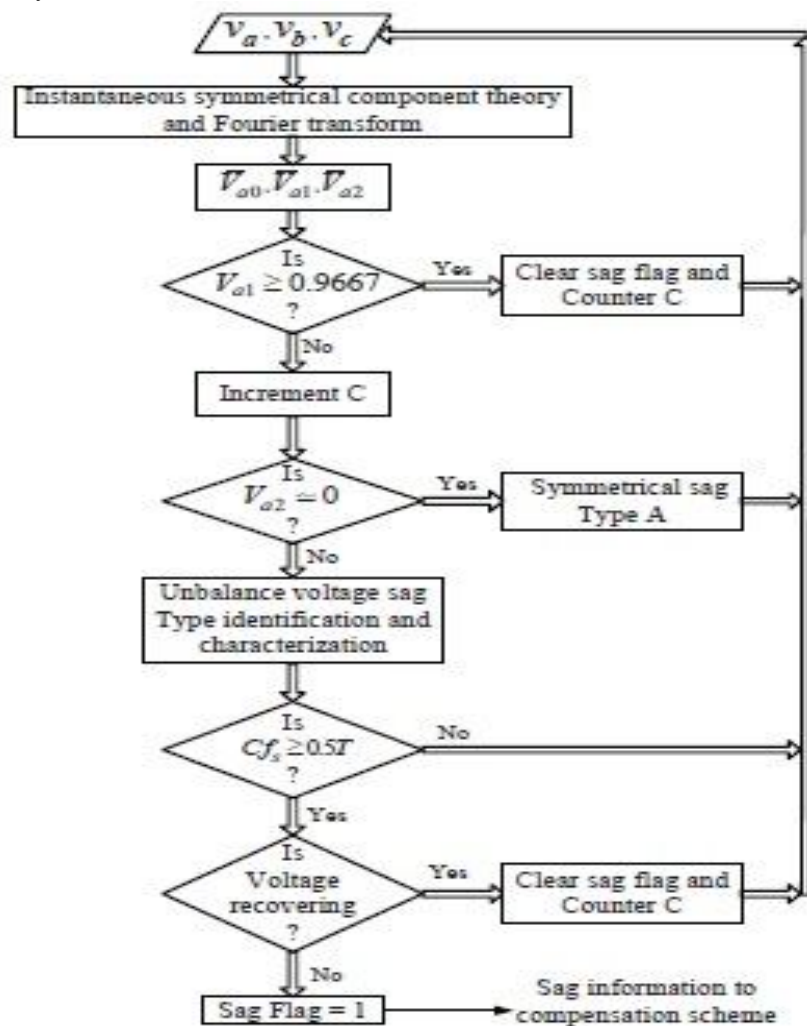 va. vb. vc
Instantaneous symmetrical component theory
and Fourier transform
V̅a0. V̅a1. V̅a2
Is
Va1 ≥ 0.9667
?
Yes
Clear sag flag and
Counter C
No
Increment C
Is
Va2 = 0
?
Yes
Symmetrical sag
Type A
No
Unbalance voltage sag
Type identification and
characterization
Is
Cfs ≥ 0.5T
?
No
Yes
Is
Voltage
recovering
?
Yes
Clear sag flag and
Counter C
No
Sag Flag = 1
Sag information to
compensation scheme